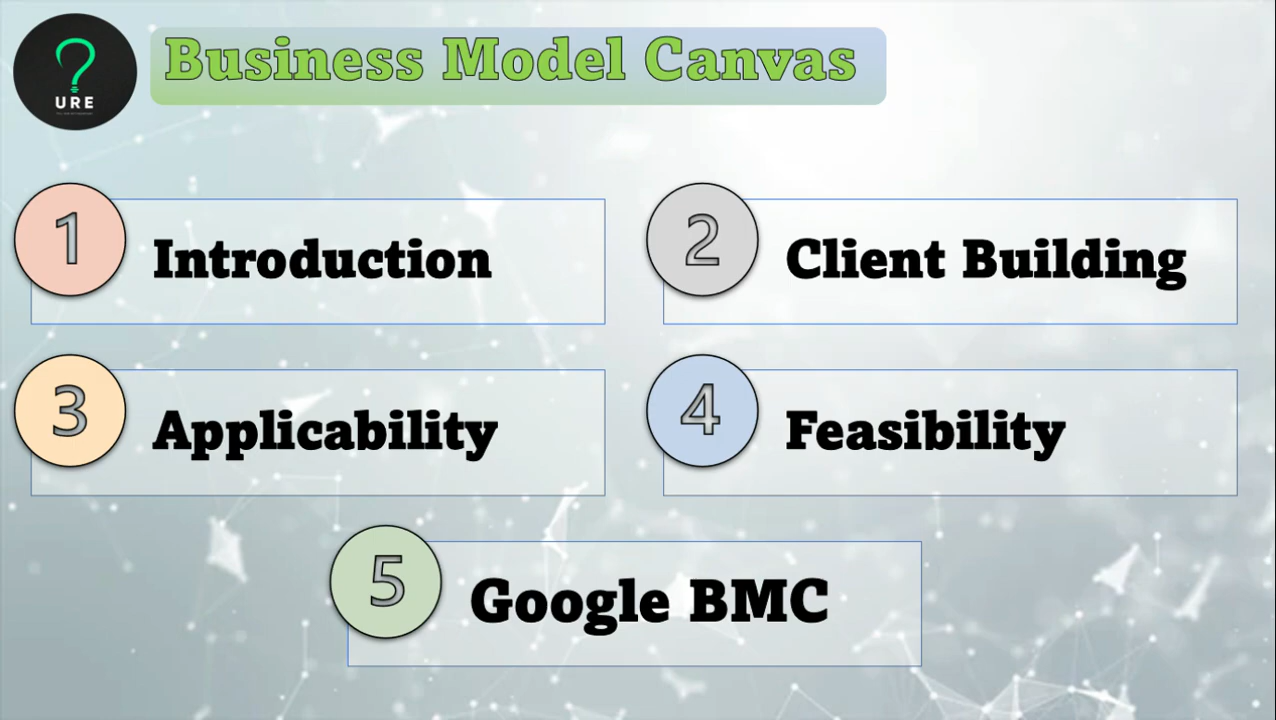 URE
Business Model Canvas
1
Introduction
2
Client Building
3
Applicability
4
Feasibility
5
Google BMC